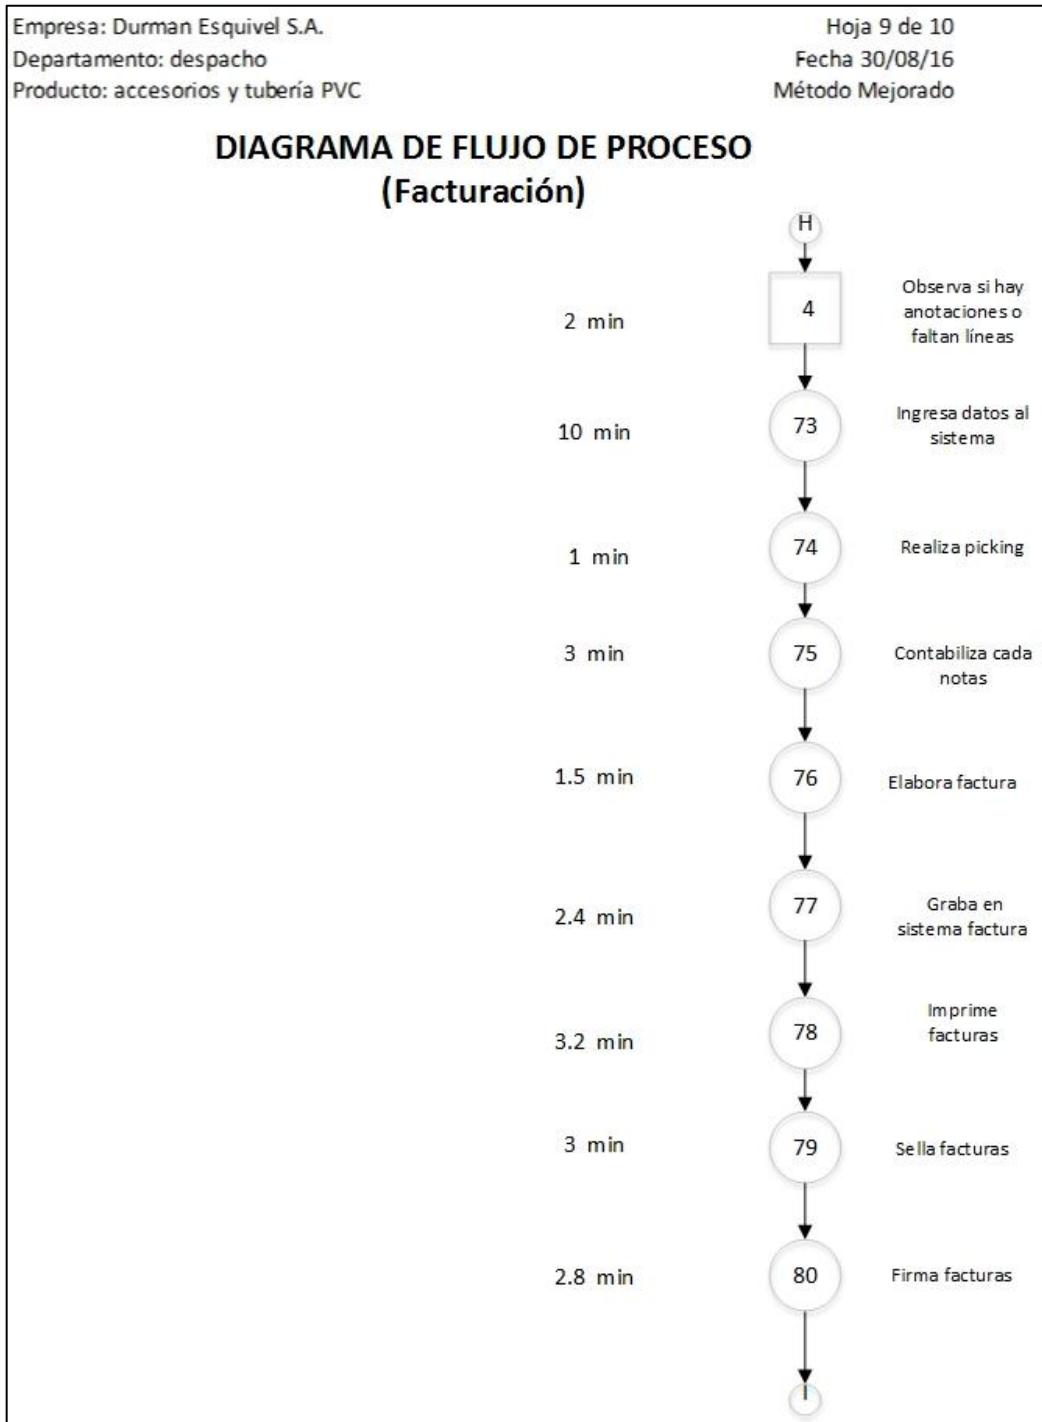 Empresa: Durman Esquivel S.A.
Hoja 9 de 10
Departamento: despacho
Fecha 30/08/16
Producto: accesorios y tubería PVC
Método Mejorado
DIAGRAMA DE FLUJO DE PROCESO
(Facturación)
H
2 min
4
Observa si hay
anotaciones o
faltan líneas
10 min
73
Ingresa datos al
sistema
1 min
74
Realiza picking
3 min
75
Contabiliza cada
notas
1.5 min
76
Elabora factura
2.4 min
77
Graba en
sistema factura
3.2 min
78
Imprime
facturas
3 min
79
Sella facturas
2.8 min
80
Firma facturas
I